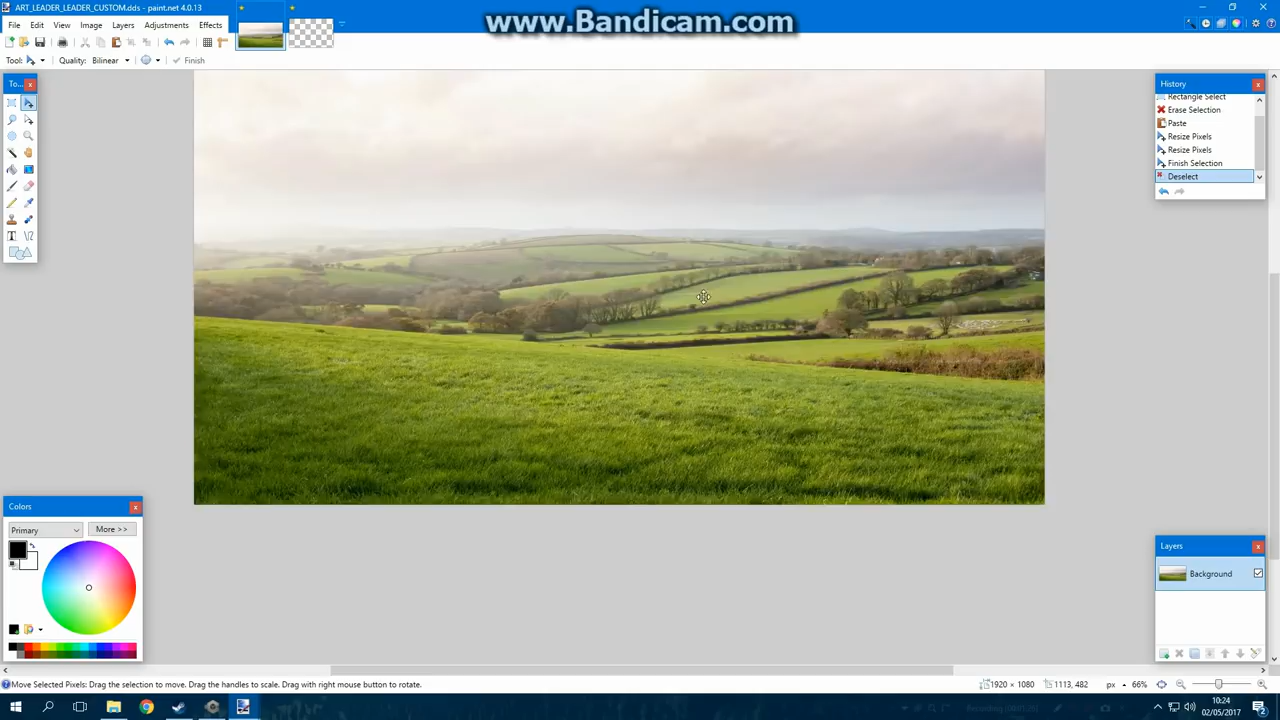 ART_LEADER_LEADER_CUSTOM.dds - paint.net 4.0.13
www.Bandicam.com
File Edit View Image Layers Adjustments Effects
Tool: Quality: Bilinear Finish
To...
History
Rectangle Select
Erase Selection
Paste
Resize Pixels
Resize Pixels
Finish Selection
Deselect
Colors
Primary More >>
Layers
Background
Move Selected Pixels: Drag the selection to move. Drag the handles to scale. Drag with right mouse button to rotate. 1920 × 1080 1113, 482 px 66%
10:24
02/05/2017